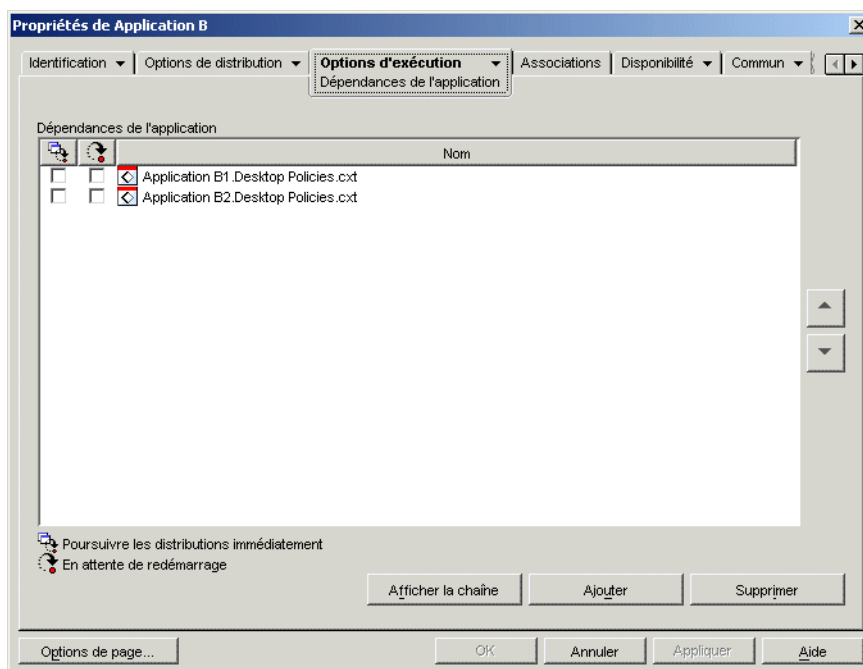 Propriétés de Application B
Identification Options de distribution Options d'exécution Associations Disponibilité Commun
Dépendances de l'application
Dépendances de l'application
Nom
Application B1.Desktop Policies.cxt
Application B2.Desktop Policies.cxt
Poursuivre les distributions immédiatement
En attente de redémarrage
Afficher la chaîne Ajouter Supprimer
Options de page... OK Annuler Appliquer Aide